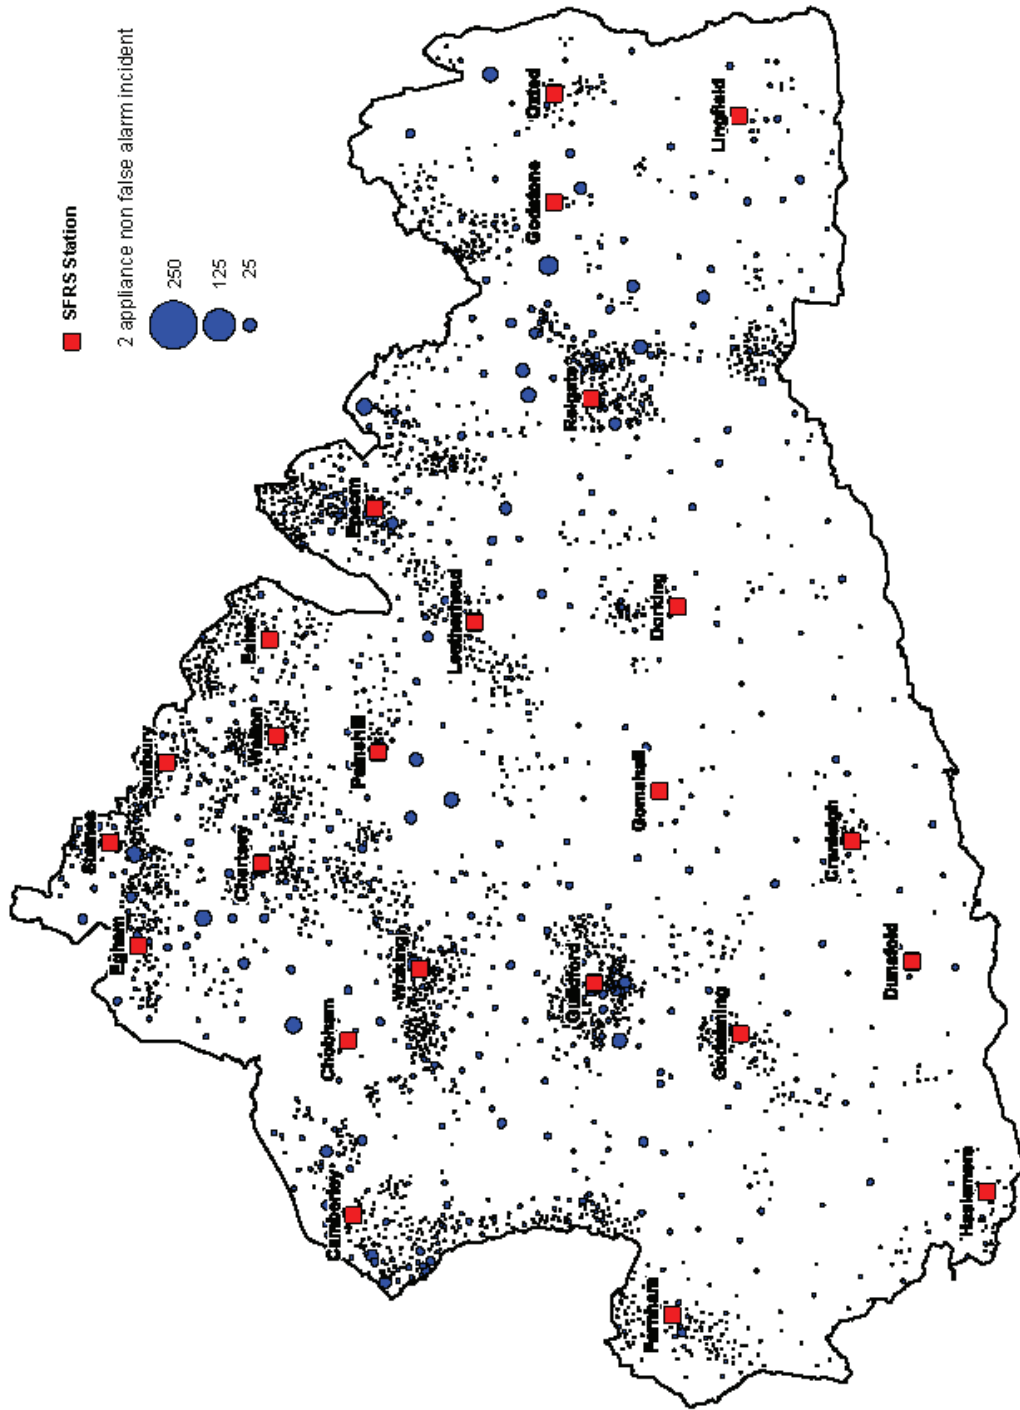 SFRS Station
2 appliance non false alarm incident
250
125
25
Staines
Egham
Sunbury
Chertsey
Walton
Esher
Painshill
Epsom
Chobham
Woking
Camberley
Leatherhead
Oxted
Godstone
Lingfield
Reigate
Dorking
Gomshall
Guildford
Godalming
Farnham
Cranleigh
Dunsfold
Haslemere